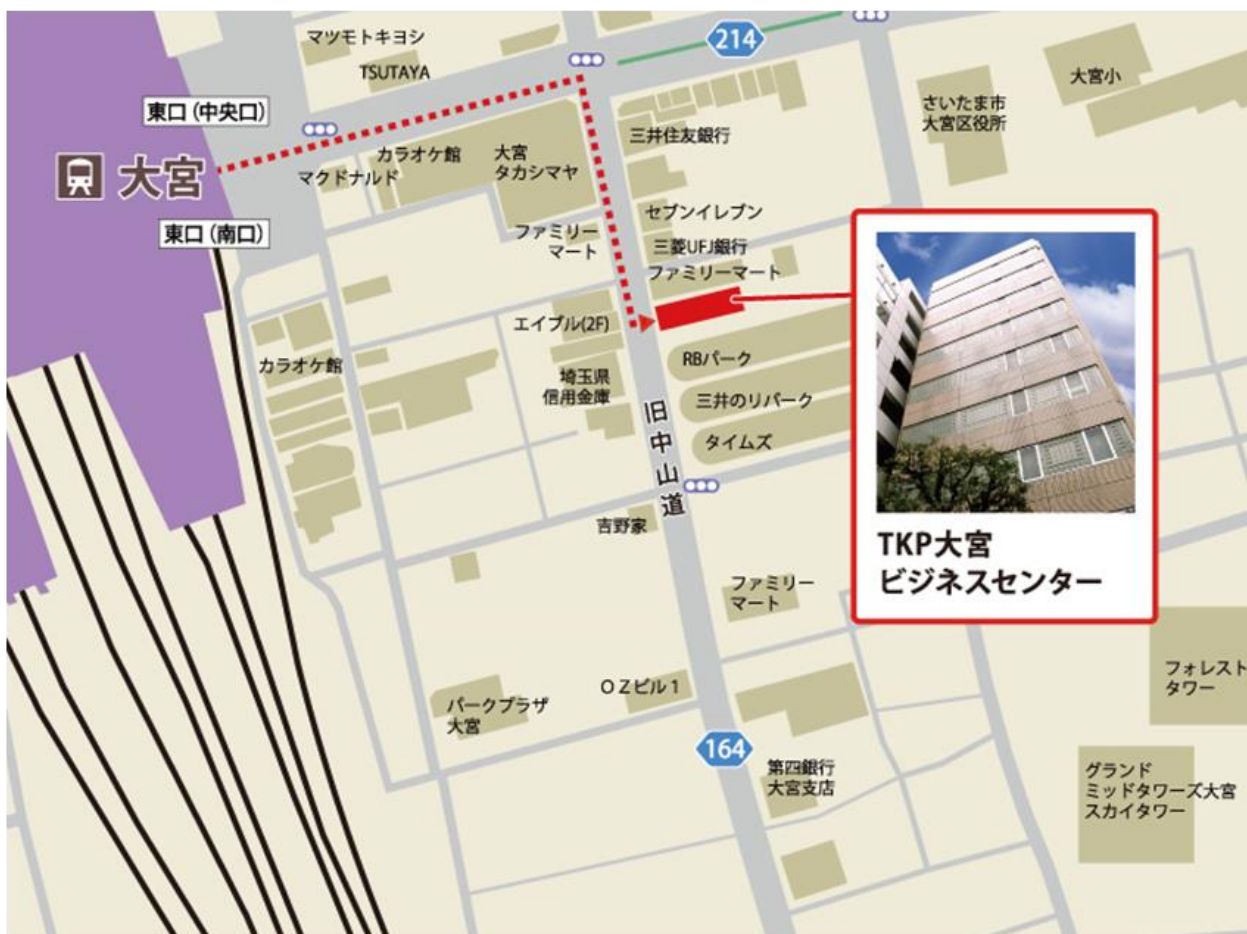 マツモトキヨシ
TSUTAYA
214
大宮小
東口(中央口)
さいたま市
大宮区役所
三井住友銀行
カラオケ館
大宮
タカシマヤ
マクドナルド
大宮
セブンイレブン
東口(南口)
ファミリー
マート
三菱UFJ銀行
ファミリーマート
エイブル(2F)
カラオケ館
RBパーク
埼玉県
信用金庫
三井のリパーク
旧中山道
タイムズ
吉野家
TKP大宮
ビジネスセンター
ファミリー
マート
フォレスト
タワー
OZビル1
パークプラザ
大宮
164
第四銀行
大宮支店
グランド
ミッドタワーズ大宮
スカイタワー